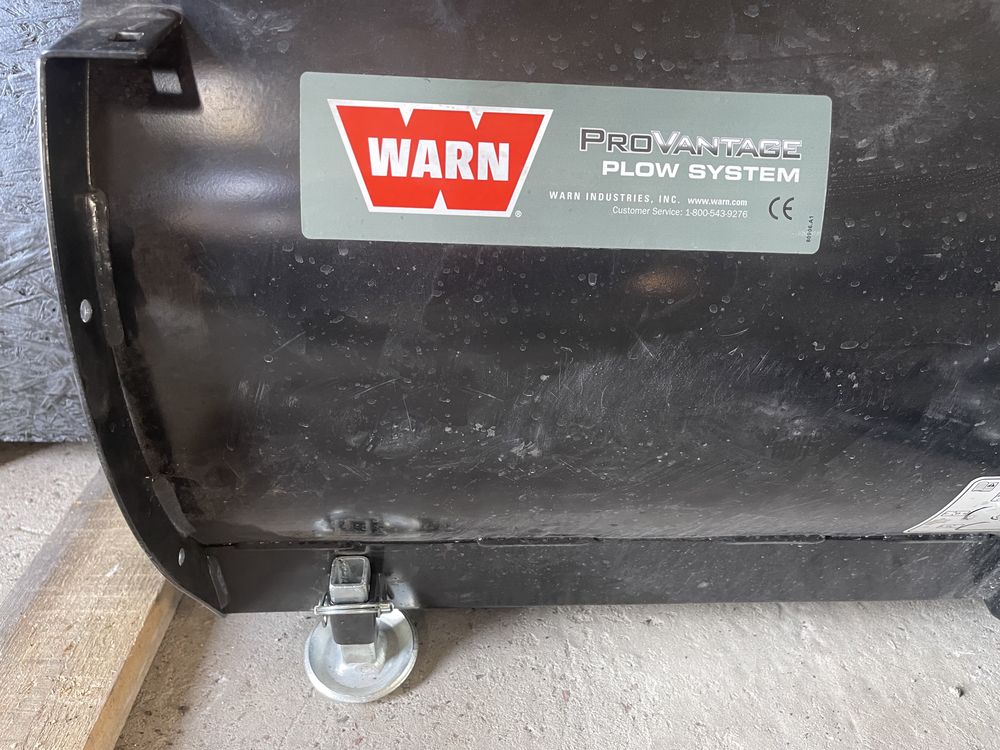 WARN
®
PROVANTAGE
PLOW SYSTEM
WARN INDUSTRIES, INC. www.warn.com
Customer Service: 1-800-543-9276
CE